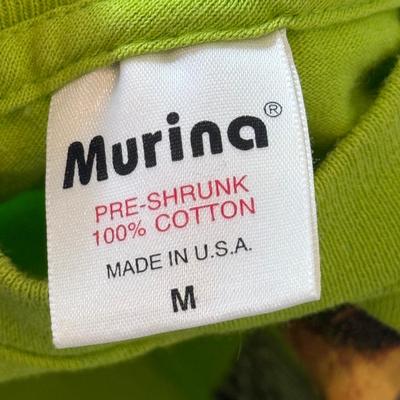 Murina®
PRE-SHRUNK
100% COTTON
MADE IN U.S.A.
M